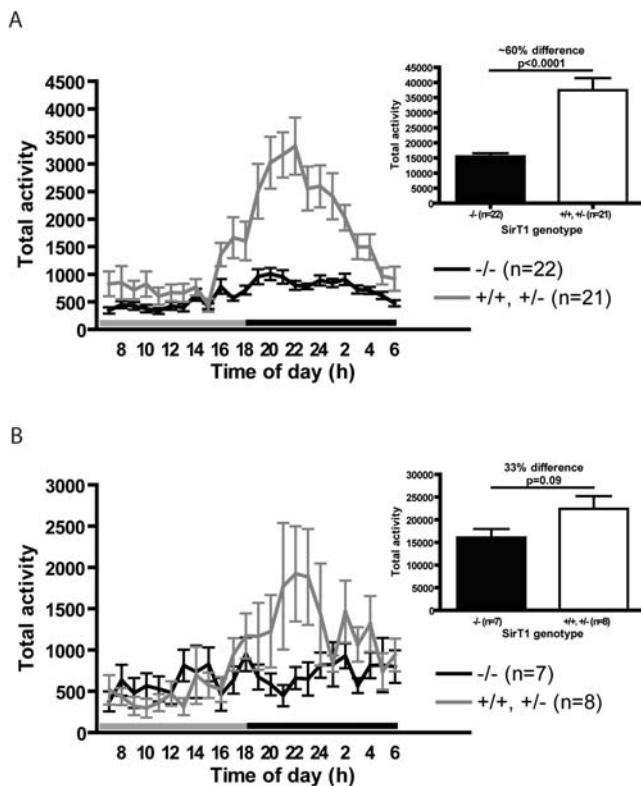 A
Total activity
4500
4000
3500
3000
2500
2000
1500
1000
500
0
8 10 12 14 16 18 20 22 24 2 4 6
Time of day (h)
~60% difference
p<0.0001
Total activity
45000
40000
35000
30000
25000
20000
15000
10000
5000
0
-/- (n=22) +/+, +/- (n=21)
SirT1 genotype
-/- (n=22)
+/+, +/- (n=21)
B
Total activity
3000
2500
2000
1500
1000
500
0
8 10 12 14 16 18 20 22 24 2 4 6
Time of day (h)
33% difference
p=0.09
Total activity
30000
25000
20000
15000
10000
5000
0
-/- (n=7) +/+, +/- (n=8)
SirT1 genotype
-/- (n=7)
+/+, +/- (n=8)